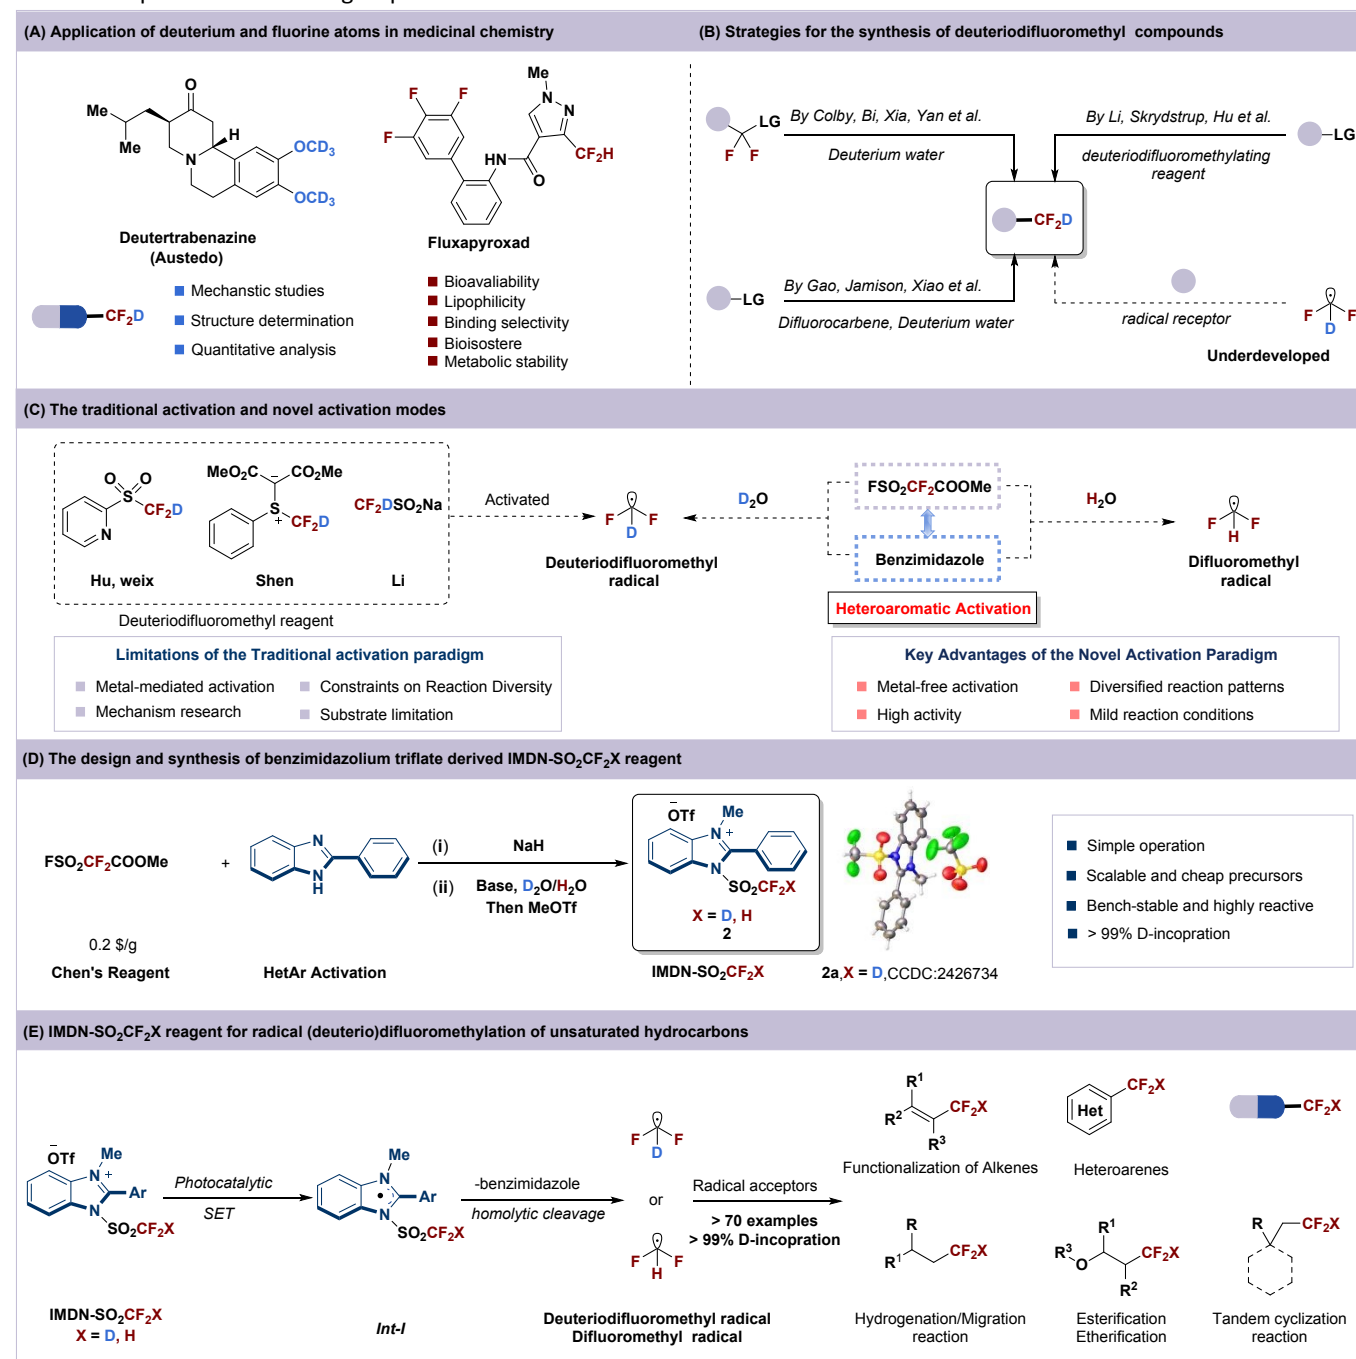 (A) Application of deuterium and fluorine atoms in medicinal chemistry
(B) Strategies for the synthesis of deuteriodifluoromethyl compounds
O
Me
Me
H
N
OCD3
OCD3
Deutertrabenazine
(Austedo)
F
F
F
Me
N
N
CF2H
HN
O
Fluxapyroxad
CF2D
Mechanstic studies
Structure determination
Quantitative analysis
Bioavaliability
Lipophilicity
Binding selectivity
Bioisostere
Metabolic stability
LG
F F
By Colby, Bi, Xia, Yan et al.
Deuterium water
By Li, Skrydstrup, Hu et al.
deuteriodifluoromethylating
reagent
LG
CF2D
LG
By Gao, Jamison, Xiao et al.
Difluorocarbene, Deuterium water
radical receptor
F F
D
Underdeveloped
(C) The traditional activation and novel activation modes
O O
S
N
CF2D
Hu, weix
MeO2C CO2Me
−
S
+
CF2D
Shen
CF2DSO2Na
Li
Deuteriodifluoromethyl reagent
Activated
F F
D
Deuteriodifluoromethyl
radical
D2O
FSO2CF2COOMe
Benzimidazole
Heteroaromatic Activation
H2O
F F
H
Difluoromethyl
radical
Limitations of the Traditional activation paradigm
Metal-mediated activation
Constraints on Reaction Diversity
Mechanism research
Substrate limitation
Key Advantages of the Novel Activation Paradigm
Metal-free activation
Diversified reaction patterns
High activity
Mild reaction conditions
(D) The design and synthesis of benzimidazolium triflate derived IMDN-SO2CF2X reagent
FSO2CF2COOMe
+
N
N
H
(i) NaH
(ii) Base, D2O/H2O
Then MeOTf
−
OTf
Me
N +
N
SO2CF2X
X = D, H
2
0.2 $/g
Chen's Reagent
HetAr Activation
IMDN-SO2CF2X
2a,X = D,CCDC:2426734
Simple operation
Scalable and cheap precursors
Bench-stable and highly reactive
> 99% D-incopration
(E) IMDN-SO2CF2X reagent for radical (deuterio)difluoromethylation of unsaturated hydrocarbons
−
OTf
Me
N +
Ar
N
SO2CF2X
IMDN-SO2CF2X
X = D, H
Photocatalytic
SET
Me
N
Ar
N
SO2CF2X
Int-I
-benzimidazole
homolytic cleavage
F F
D
or
F F
H
Deuteriodifluoromethyl radical
Difluoromethyl radical
Radical acceptors
> 70 examples
> 99% D-incopration
R1
R2
CF2X
R3
Functionalization of Alkenes
CF2X
Het
Heteroarenes
CF2X
R
R1
CF2X
Hydrogenation/Migration
reaction
R1
R3
O
CF2X
R2
Esterification
Etherification
R
CF2X
Tandem cyclization
reaction